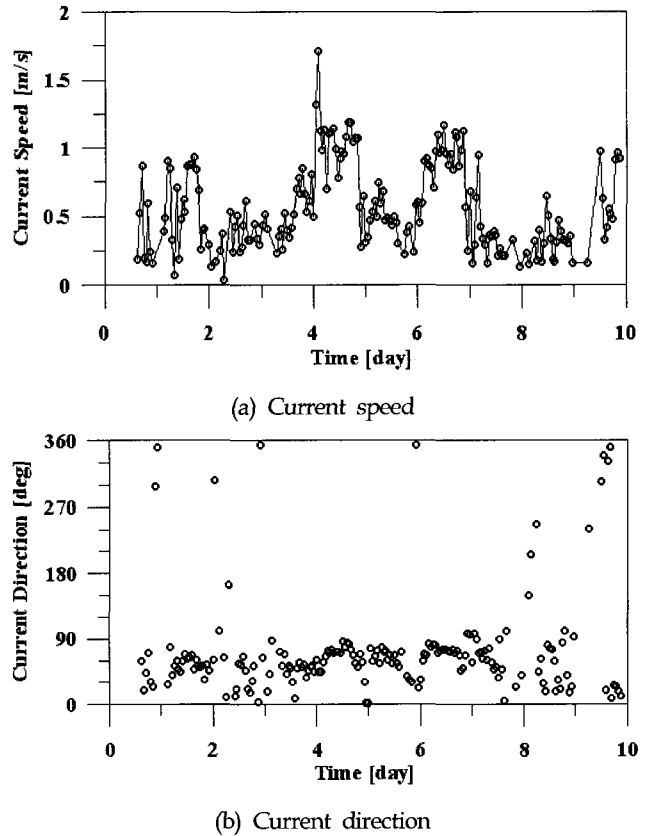 2
1.5
1
0.5
0
Current Speed [m/s]
0 2 4 6 8 10
Time [day]
(a) Current speed
360
270
180
90
0
Current Direction [deg]
0 2 4 6 8 10
Time [day]
(b) Current direction